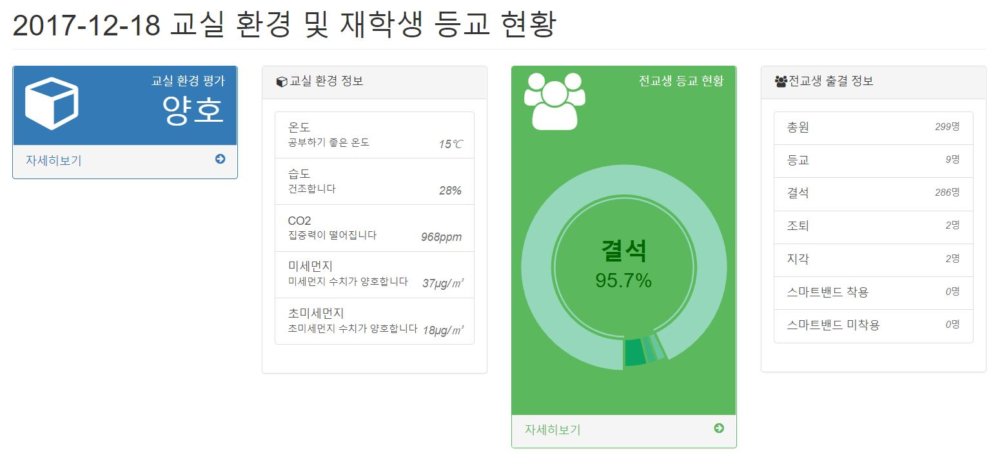 2017-12-18 교실 환경 및 재학생 등교 현황
교실 환경 평가
양호
자세히보기
교실 환경 정보
온도
공부하기 좋은 온도 15℃
습도
건조합니다 28%
CO2
집중력이 떨어집니다 968ppm
미세먼지
미세먼지 수치가 양호합니다 37μg/㎥
초미세먼지
초미세먼지 수치가 양호합니다 18μg/㎥
전교생 등교 현황
결석
95.7%
자세히보기
전교생 출결 정보
총원 299명
등교 9명
결석 286명
조퇴 2명
지각 2명
스마트밴드 착용 0명
스마트밴드 미착용 0명